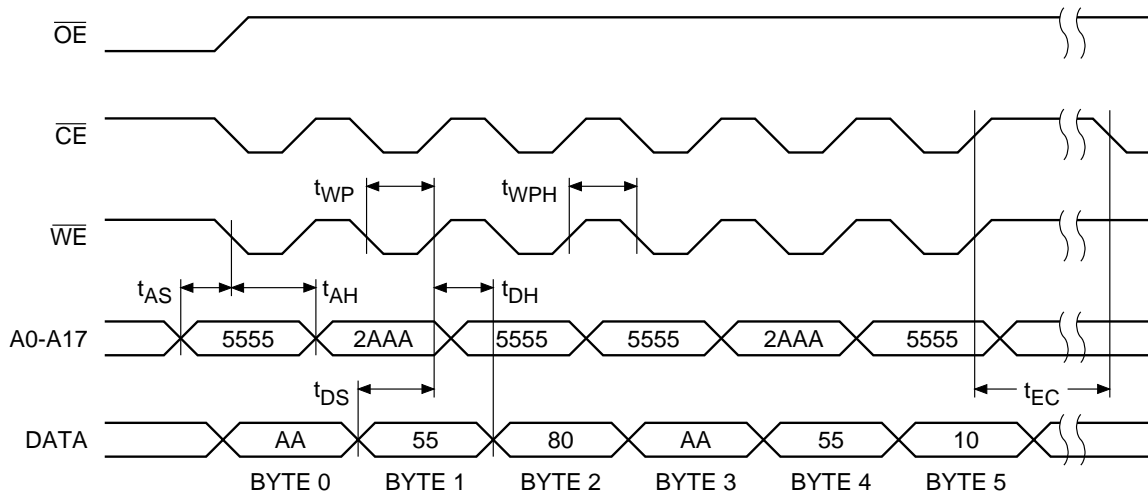 OE
CE
tWP tWPH
WE
tAS tAH tDH
A0-A17 5555 2AAA 5555 5555 2AAA 5555
tDS tEC
DATA AA 55 80 AA 55 10
BYTE 0 BYTE 1 BYTE 2 BYTE 3 BYTE 4 BYTE 5